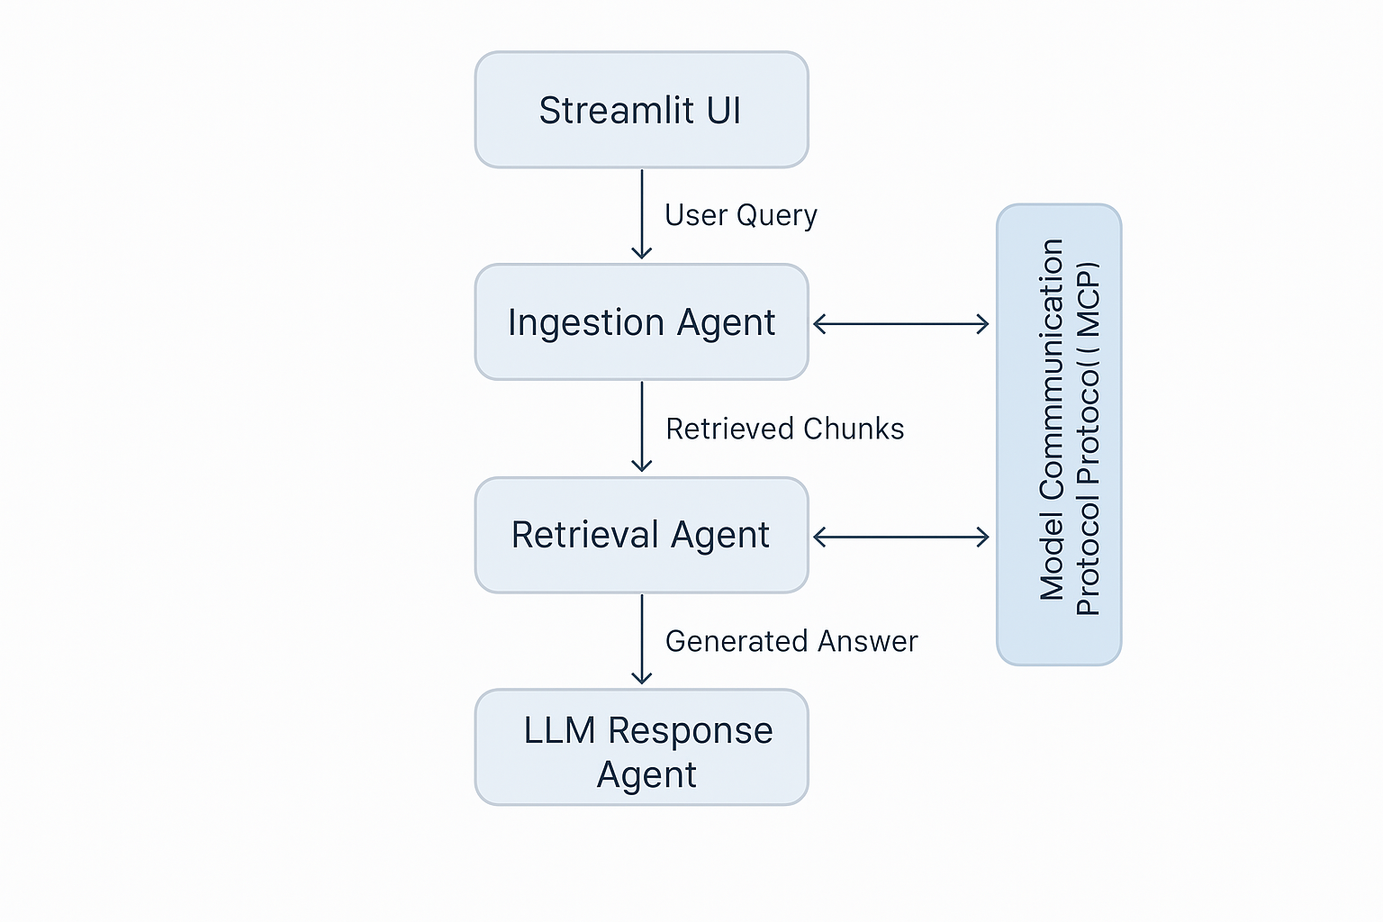 Streamlit UI
User Query
Ingestion Agent
Retrieved Chunks
Retrieval Agent
Generated Answer
LLM Response
Agent
Model Commmunication
Protocol Protoco( ( MCP)